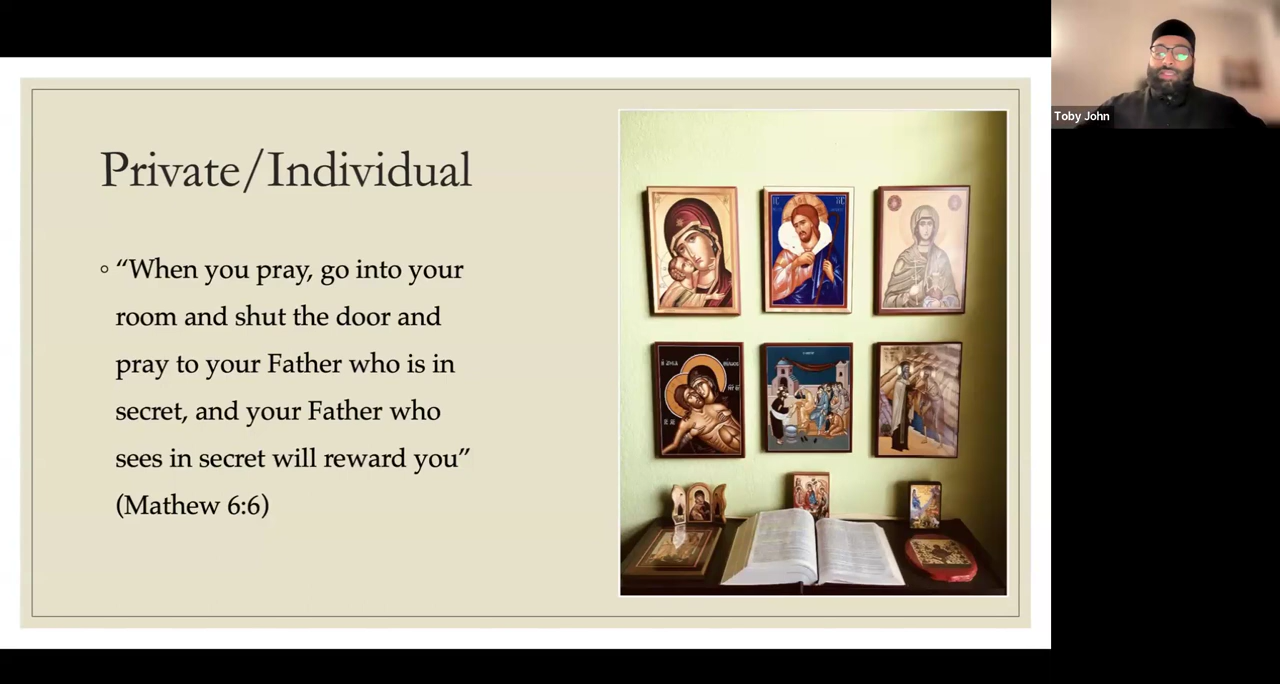 Private/Individual
“When you pray, go into your
room and shut the door and
pray to your Father who is in
secret, and your Father who
sees in secret will reward you”
(Mathew 6:6)
Toby John